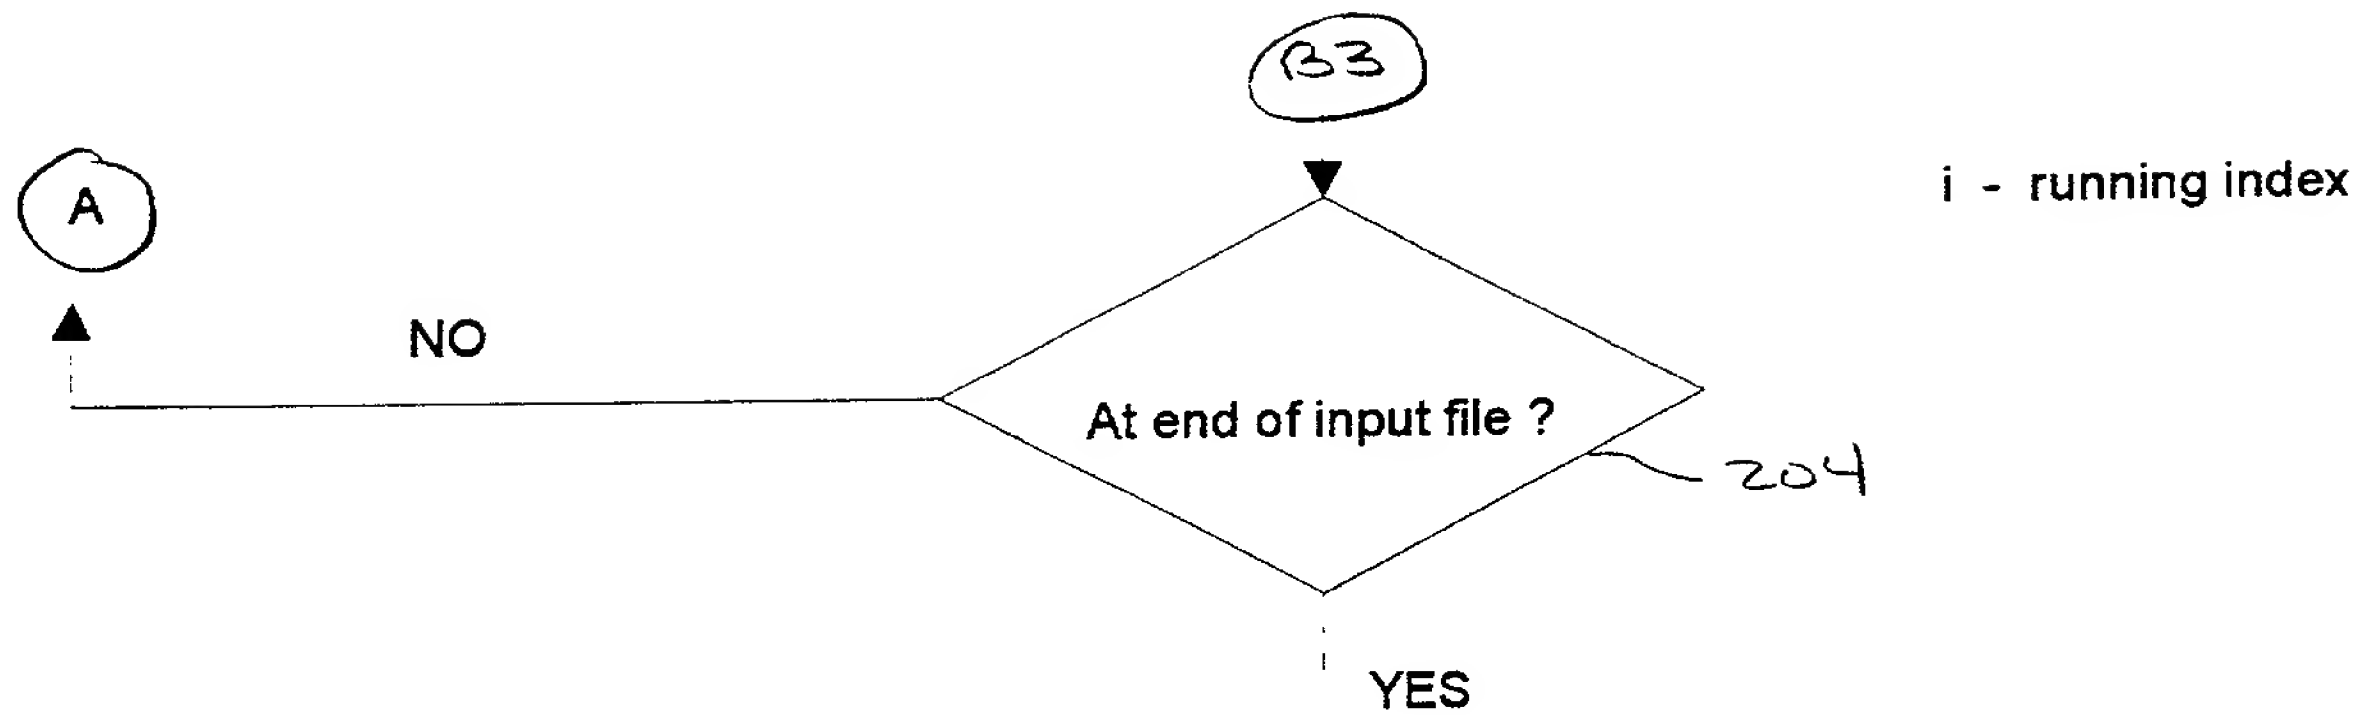 B3
A
i - running index
NO
At end of input file ?
204
YES